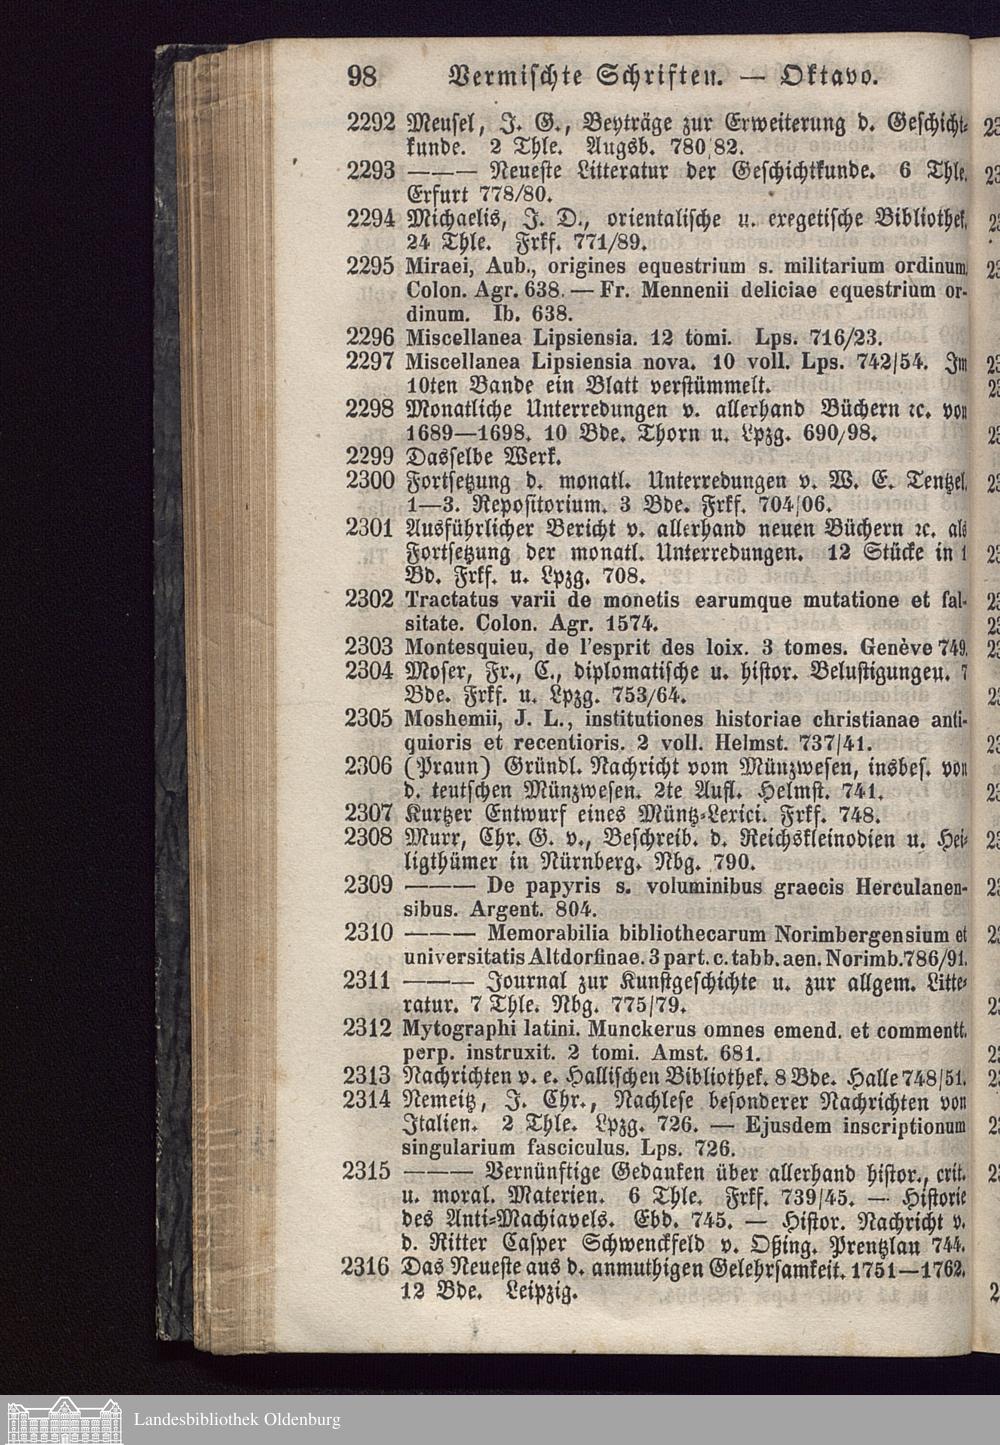 98 Vermischte Schriften. — Oktavo.
2292 Meusel, J. G., Beyträge zur Erweiterung d. Geschicht-
kunde. 2 Thle. Augsb. 780/82.
2293 ——— Neueste Litteratur der Geschichtkunde. 6 Thle.
Erfurt 778/80.
2294 Michaelis, J. D., orientalische u. exegetische Bibliothek.
24 Thle. Frkf. 771/89.
2295 Miraei, Aub., origines equestrium s. militarium ordinum.
Colon. Agr. 638. — Fr. Mennenii deliciae equestrium or-
dinum. Ib. 638.
2296 Miscellanea Lipsiensia. 12 tomi. Lps. 716/23.
2297 Miscellanea Lipsiensia nova. 10 voll. Lps. 742/54. Im
10ten Bande ein Blatt verstümmelt.
2298 Monatliche Unterredungen v. allerhand Büchern ꝛc. von
1689—1698. 10 Bde. Thorn u. Lpzg. 690/98.
2299 Dasselbe Werk.
2300 Fortsetzung d. monatl. Unterredungen v. W. E. Tentzel.
1—3. Repositorium. 3 Bde. Frkf. 704/06.
2301 Ausführlicher Bericht v. allerhand neuen Büchern ꝛc. als
Fortsetzung der monatl. Unterredungen. 12 Stücke in 1
Bd. Frkf. u. Lpzg. 708.
2302 Tractatus varii de monetis earumque mutatione et fal-
sitate. Colon. Agr. 1574.
2303 Montesquieu, de l'esprit des loix. 3 tomes. Genève 749.
2304 Moser, Fr., C., diplomatische u. histor. Belustigungen. 7
Bde. Frkf. u. Lpzg. 753/64.
2305 Moshemii, J. L., institutiones historiae christianae anti-
quioris et recentioris. 2 voll. Helmst. 737/41.
2306 (Praun) Gründl. Nachricht vom Münzwesen, insbes. von
d. teutschen Münzwesen. 2te Aufl. Helmst. 741.
2307 Kurtzer Entwurf eines Müntz-Lexici. Frkf. 748.
2308 Murr, Chr. G. v., Beschreib. d. Reichskleinodien u. Hei-
ligthümer in Nürnberg. Nbg. 790.
2309 ——— De papyris s. voluminibus graecis Herculanen-
sibus. Argent. 804.
2310 ——— Memorabilia bibliothecarum Norimbergensium et
universitatis Altdorfinae. 3 part. c. tabb. aen. Norimb. 786/91.
2311 ——— Journal zur Kunstgeschichte u. zur allgem. Litte-
ratur. 7 Thle. Nbg. 775/79.
2312 Mytographi latini. Munckerus omnes emend. et commentt.
perp. instruxit. 2 tomi. Amst. 681.
2313 Nachrichten v. e. Hallischen Bibliothek. 8 Bde. Halle 748/51.
2314 Nemeitz, J. Chr., Nachlese besonderer Nachrichten von
Italien. 2 Thle. Lpzg. 726. — Ejusdem inscriptionum
singularium fasciculus. Lps. 726.
2315 ——— Vernünftige Gedanken über allerhand histor., crit.
u. moral. Materien. 6 Thle. Frkf. 739/45. — Historie
des Anti-Machiavels. Ebd. 745. — Histor. Nachricht v.
d. Ritter Casper Schwenckfeld v. Oßing. Prentzlau 744.
2316 Das Neueste aus d. anmuthigen Gelehrsamkeit. 1751—1762.
12 Bde. Leipzig.
Landesbibliothek Oldenburg